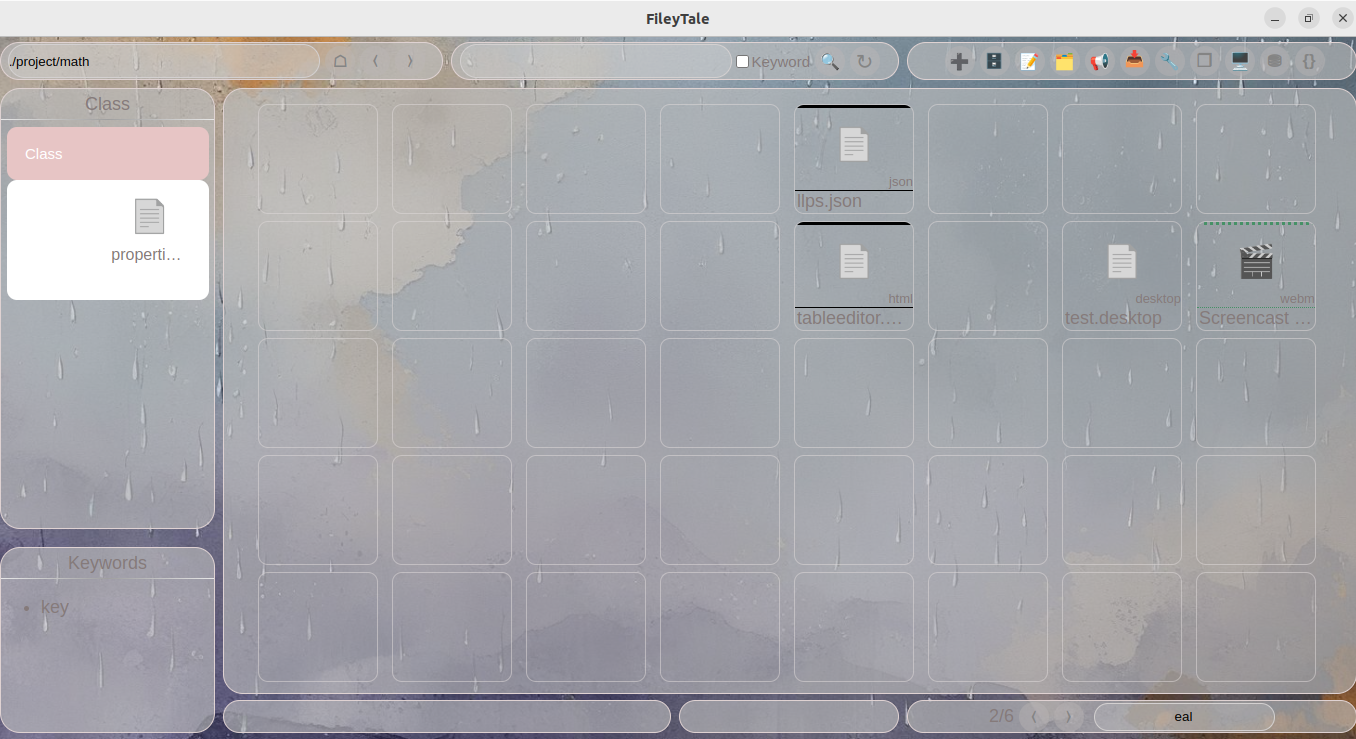 FileyTale
./project/math
Keyword
Class
Class
properti…
Keywords
key
json
llps.json
html
tableeditor.…
desktop
test.desktop
webm
Screencast …
2/6
eal